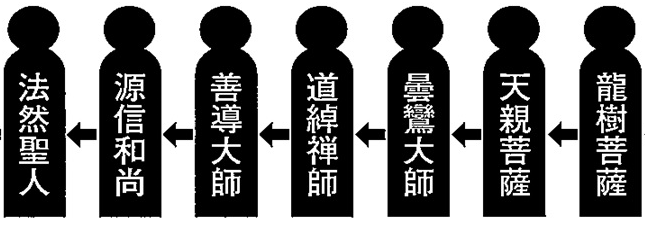 龍樹菩薩
天親菩薩
曇鸞大師
道綽禅師
善導大師
源信和尚
法然聖人